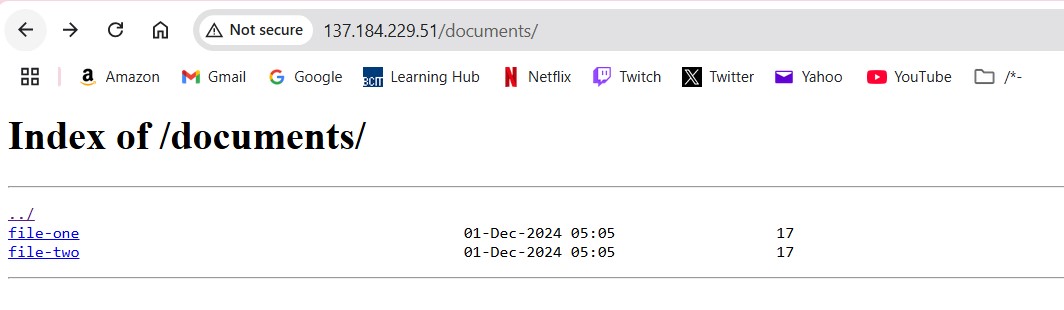 Not secure 137.184.229.51/documents/
Amazon Gmail Google BCIT Learning Hub Netflix Twitch Twitter Yahoo YouTube /*-
Index of /documents/
../
file-one 01-Dec-2024 05:05 17
file-two 01-Dec-2024 05:05 17